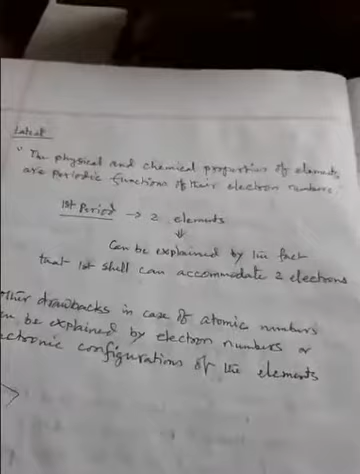 Latest
" The physical and chemical properties of elements
are periodic functions of their electron numbers.
1st Period → 2 elements
⇓
Can be explained by the fact
that 1st shell can accommodate 2 electrons
other drawbacks in case of atomic numbers
be explained by electron numbers or
configurations of the elements